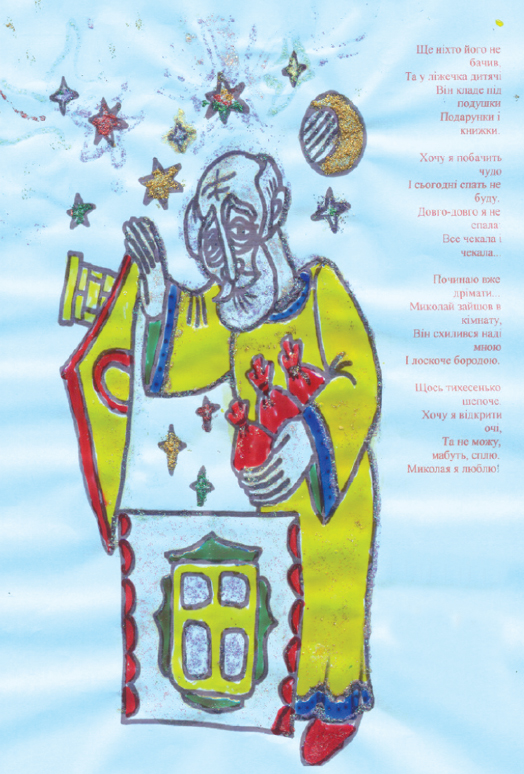 Ще ніхто його не
бачив,
Та у ліжечка дитячі
Він кладе під
подушки
Подарунки і
книжки.
Хочу я побачить
чудо
І сьогодні спать не
буду.
Довго-довго я не
спала
Все чекала і
чекала...
Починаю вже
дрімати...
Миколай зайшов в
кімнату,
Він схилився наді
мною
І лоскоче бородою.
Щось тихесенько
шепоче.
Хочу я відкрити
очі,
Та не можу,
мабуть, сплю.
Миколая я люблю!